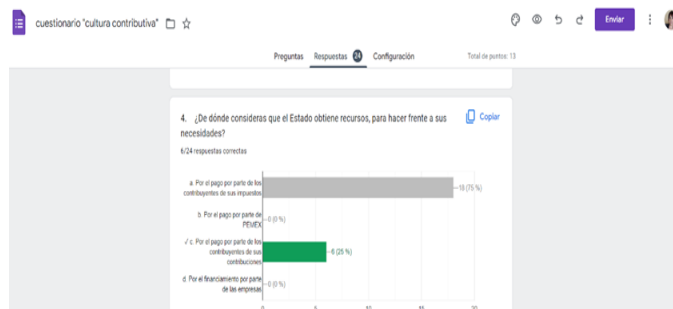 cuestionario "cultura contributiva"
Enviar
Preguntas Respuestas 24 Configuración Total de puntos: 13
4. ¿De dónde consideras que el Estado obtiene recursos, para hacer frente a sus
necesidades?
Copiar
6/24 respuestas correctas
a. Por el pago por parte de los
contribuyentes de sus impuestos
18 (75 %)
b. Por el pago por parte de
PEMEX
0 (0 %)
✓ c. Por el pago por parte de los
contribuyentes de sus
contribuciones
6 (25 %)
d. Por el financiamiento por parte
de las empresas
0 (0 %)
0 5 10 15 20